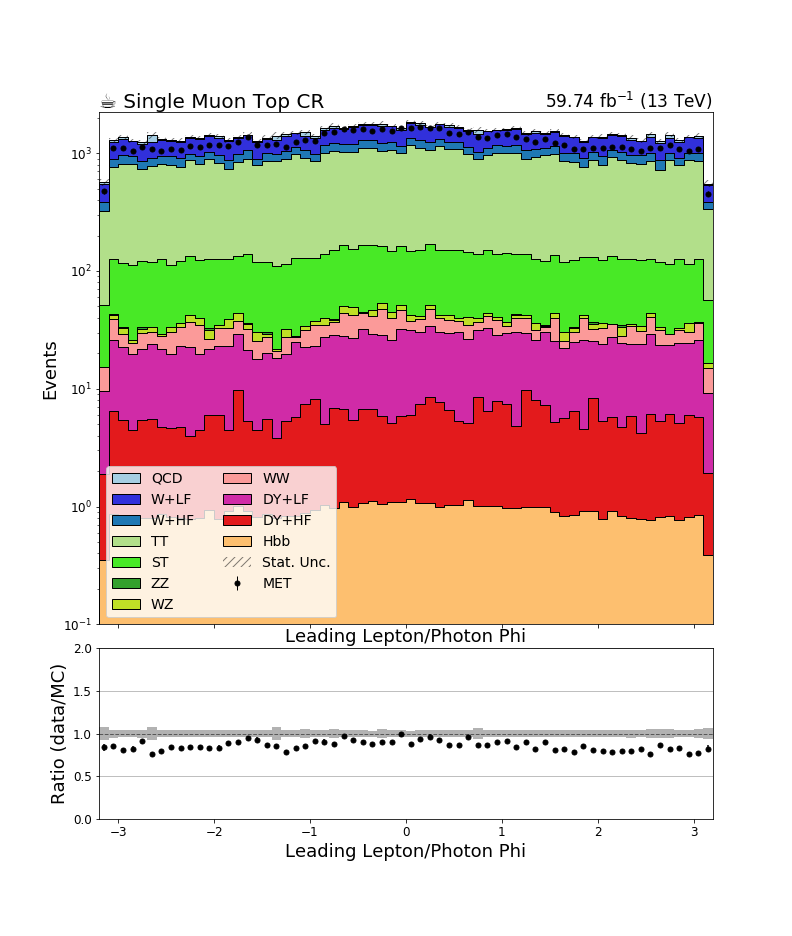 ☕ Single Muon Top CR 59.74 fb⁻¹ (13 TeV)
Events
10³
10²
10¹
10⁰
10⁻¹
QCD WW
W+LF DY+LF
W+HF DY+HF
TT Hbb
ST Stat. Unc.
ZZ MET
WZ
Leading Lepton/Photon Phi
Ratio (data/MC)
2.0
1.5
1.0
0.5
0.0
−3 −2 −1 0 1 2 3
Leading Lepton/Photon Phi